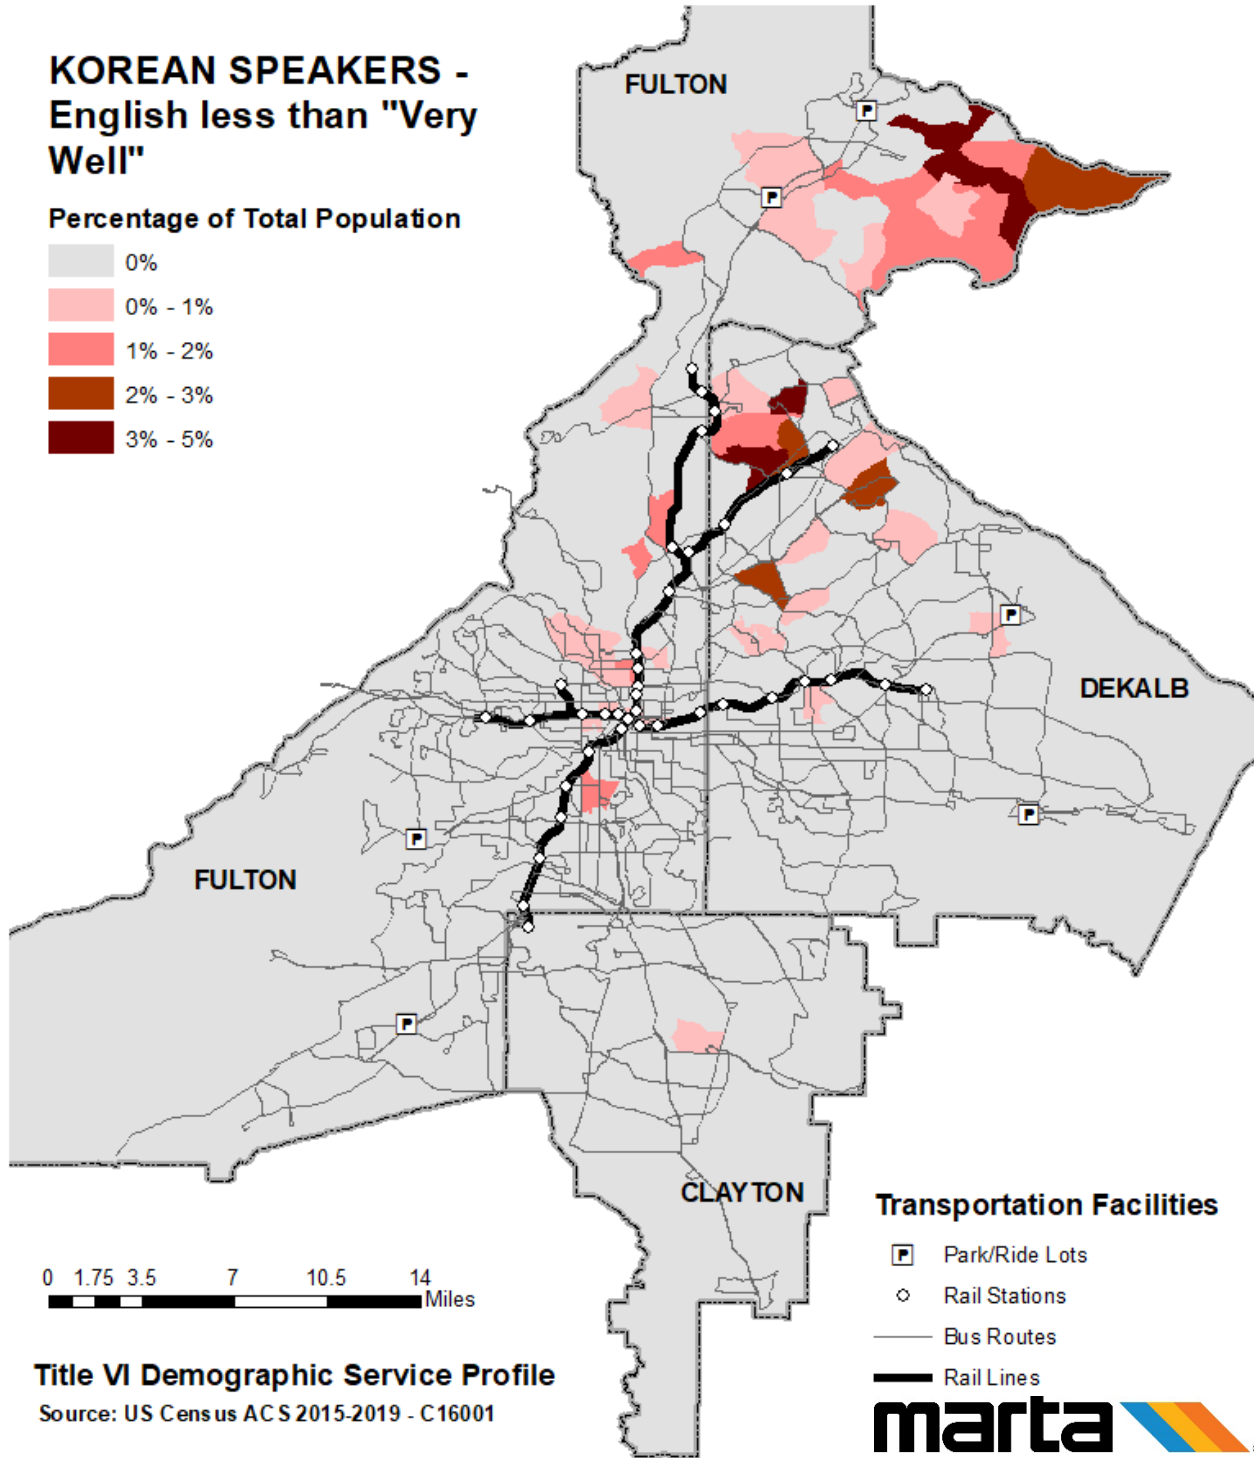 KOREAN SPEAKERS -
English less than "Very
Well"
Percentage of Total Population
0%
0% - 1%
1% - 2%
2% - 3%
3% - 5%
FULTON
P
P
P
DEKALB
P
P
FULTON
P
CLAYTON
0 1.75 3.5 7 10.5 14
Miles
Title VI Demographic Service Profile
Source: US Census ACS 2015-2019 - C16001
Transportation Facilities
P Park/Ride Lots
Rail Stations
Bus Routes
Rail Lines
marta